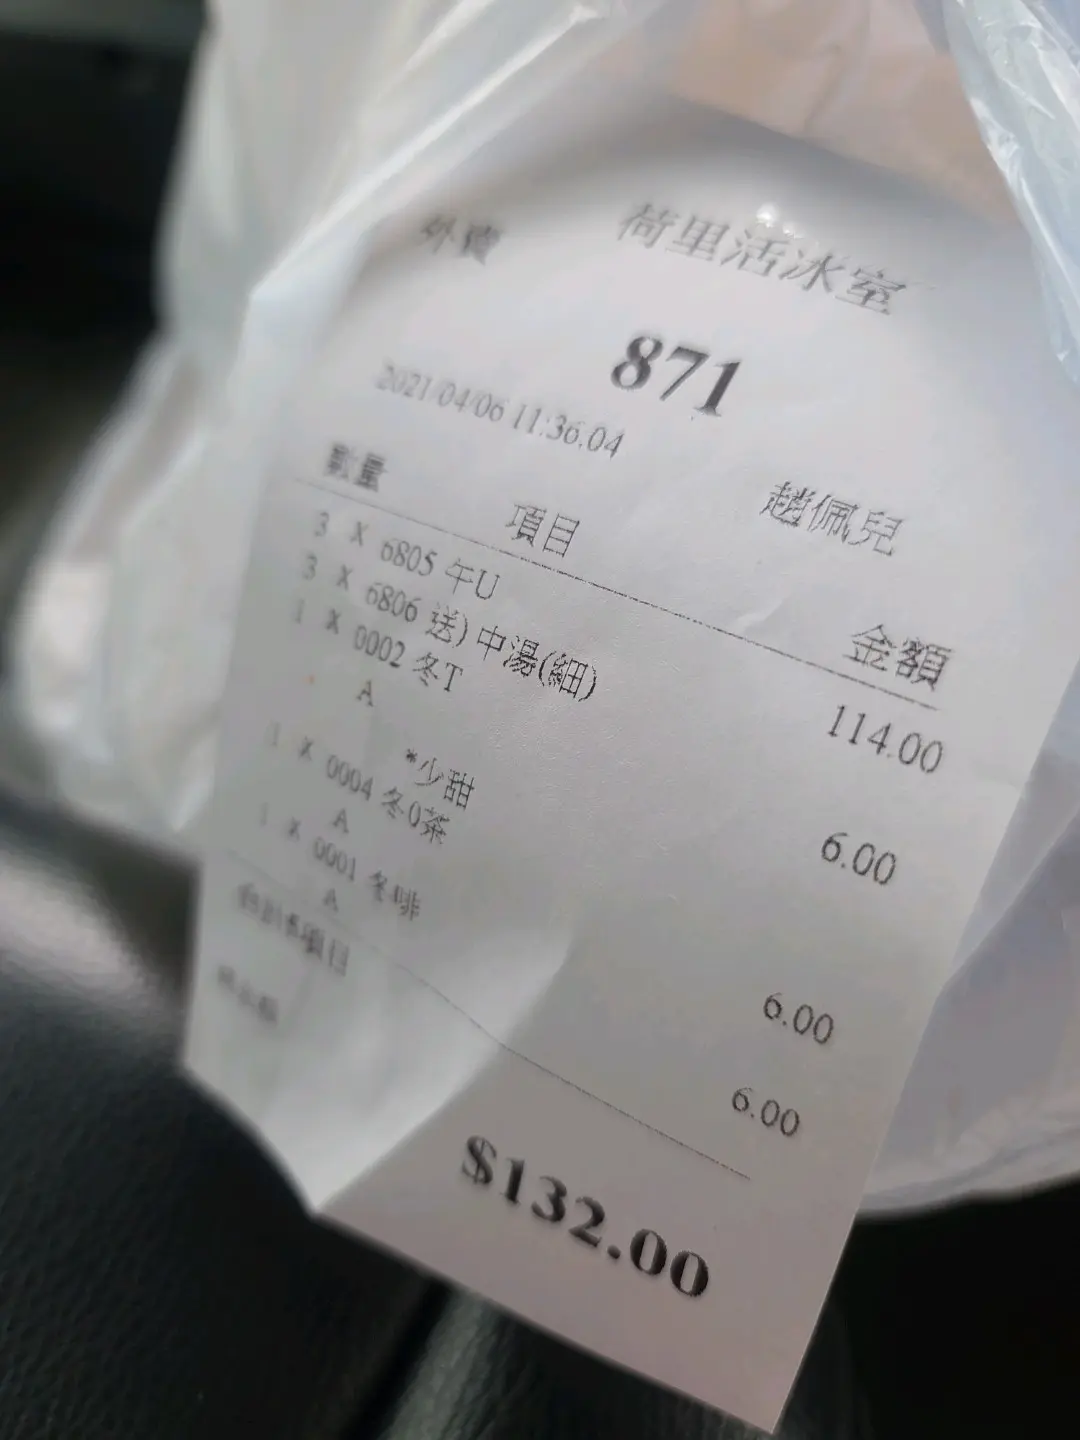 外賣 荷里活冰室
871
2021/04/06 11:36:04 趙佩兒
數量 項目 金額
3 X 6805 午U 114.00
3 X 6806 送) 中湯(細)
1 X 0002 冬T 6.00
A
*少甜
1 X 0004 冬0茶 6.00
A
1 X 0001 冬啡 6.00
A
項目
$132.00